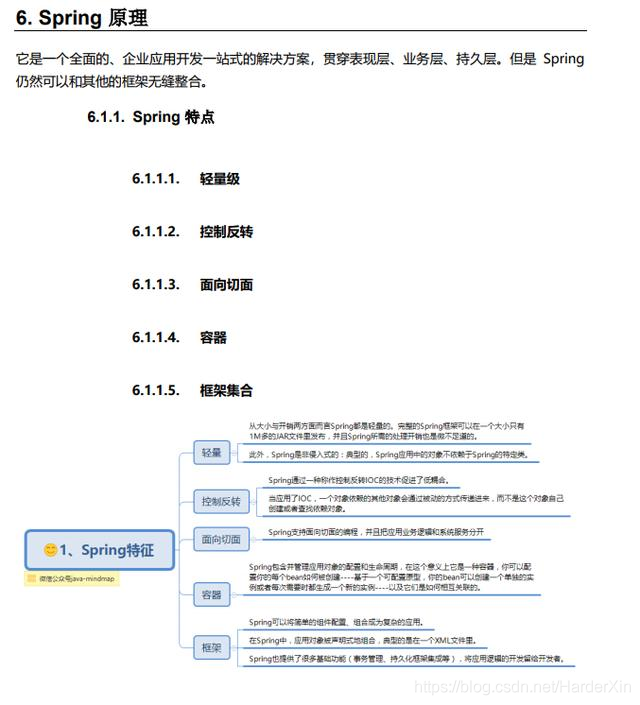 6. Spring 原理
它是一个全面的、企业应用开发一站式的解决方案，贯穿表现层、业务层、持久层。但是 Spring
仍然可以和其他的框架无缝整合。
6.1.1. Spring 特点
6.1.1.1. 轻量级
6.1.1.2. 控制反转
6.1.1.3. 面向切面
6.1.1.4. 容器
6.1.1.5. 框架集合
1、Spring特征
微信公众号java-mindmap
轻量
从大小与开销两方面而言Spring都是轻量的。完整的Spring框架可以在一个大小只有
1M多的JAR文件里发布，并且Spring所需的处理开销也是微不足道的。
此外，Spring是非侵入式的：典型的，Spring应用中的对象不依赖于Spring的特定类。
控制反转
Spring通过一种称作控制反转IOC的技术促进了低耦合。
当应用了IOC，一个对象依赖的其他对象会通过被动的方式传递进来，而不是这个对象自己
创建或者查找依赖对象。
面向切面
Spring支持面向切面的编程，并且把应用业务逻辑和系统服务分开
容器
Spring包含并管理应用对象的配置和生命周期，在这个意义上它是一种容器，你可以配
置你的每个bean如何被创建----基于一个可配置原型，你的bean可以创建一个单独的实
例或者每次需要时都生成一个新的实例----以及它们是如何相互关联的。
框架
Spring可以将简单的组件配置、组合成为复杂的应用。
在Spring中，应用对象被声明式地组合，典型的是在一个XML文件里。
Spring也提供了很多基础功能（事务管理、持久化框架集成等），将应用逻辑的开发留给开发者。
https://blog.csdn.net/HarderXin